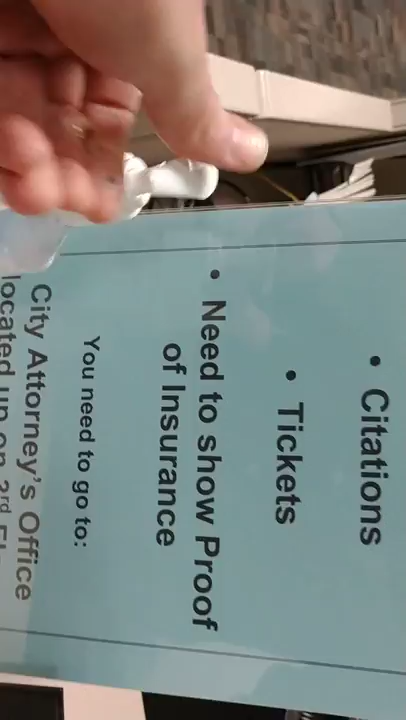 • Citations
• Tickets
• Need to show Proof
of Insurance
You need to go to:
City Attorney's Office
located up on 3rd